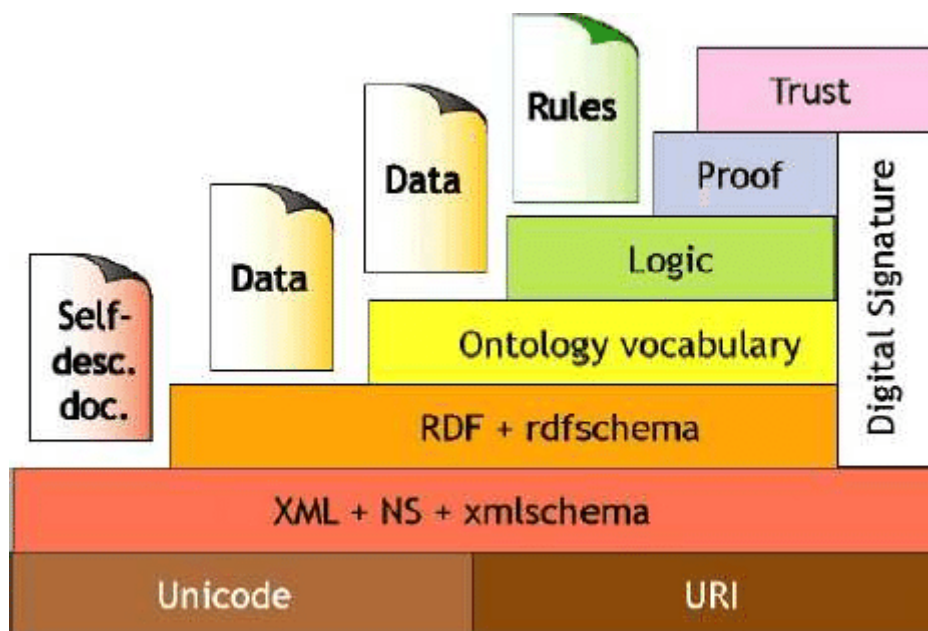 Trust
Rules
Proof
Data
Logic
Data
Digital Signature
Self-
desc.
doc.
Ontology vocabulary
RDF + rdfschema
XML + NS + xmlschema
Unicode
URI